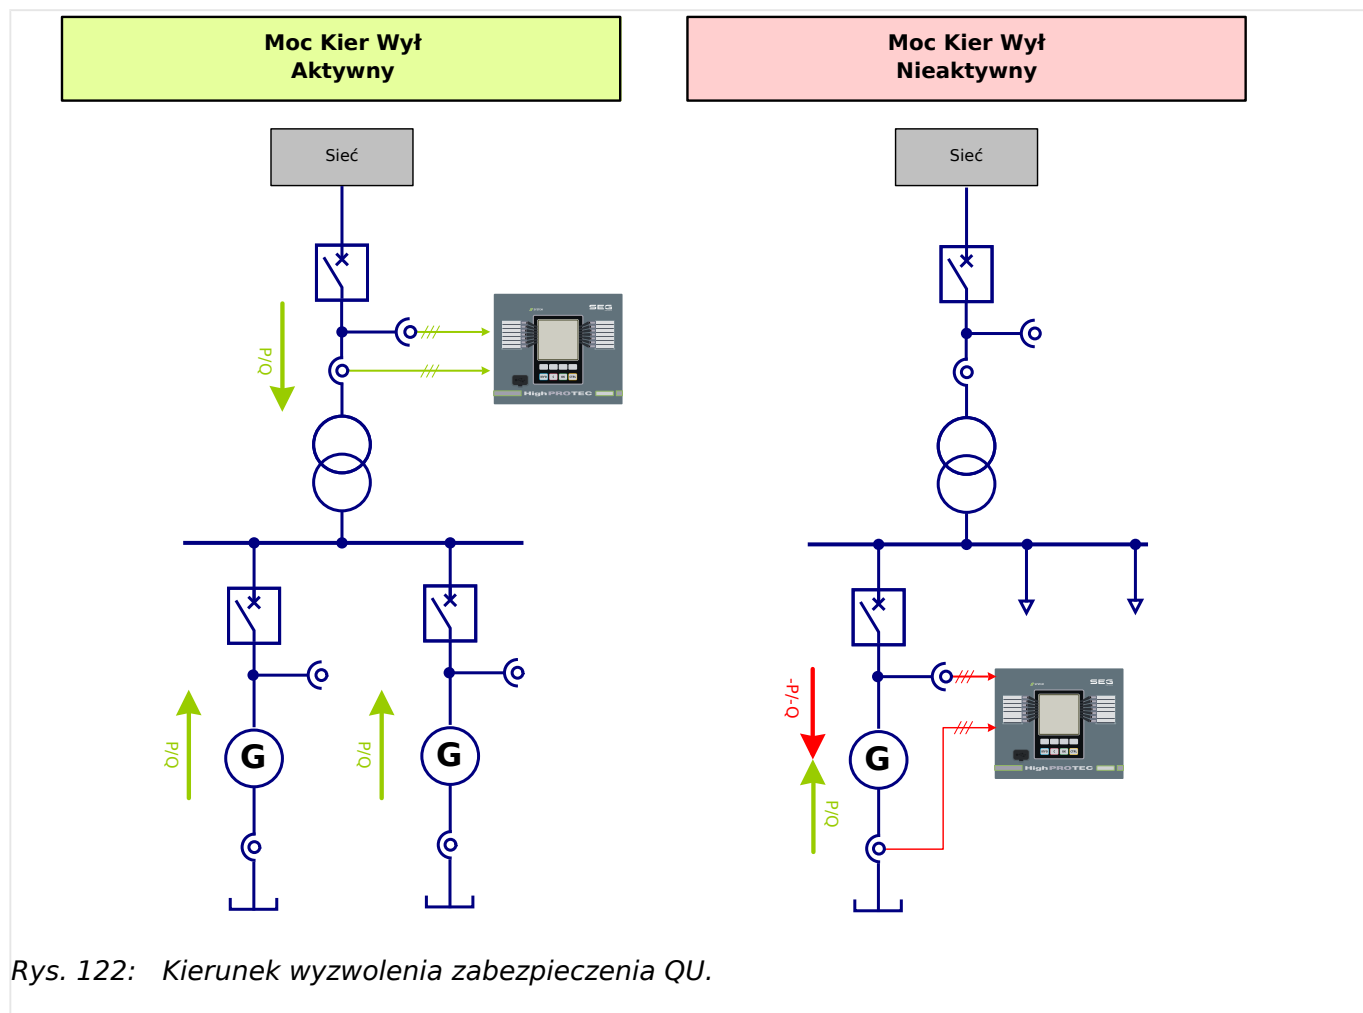 Moc Kier Wył
Aktywny
Moc Kier Wył
Nieaktywny
Sieć
Sieć
P/Q
SEG
HighPROTEC
P/Q
P/Q
G
G
-P/-Q
P/Q
G
SEG
HighPROTEC
Rys. 122: Kierunek wyzwolenia zabezpieczenia QU.